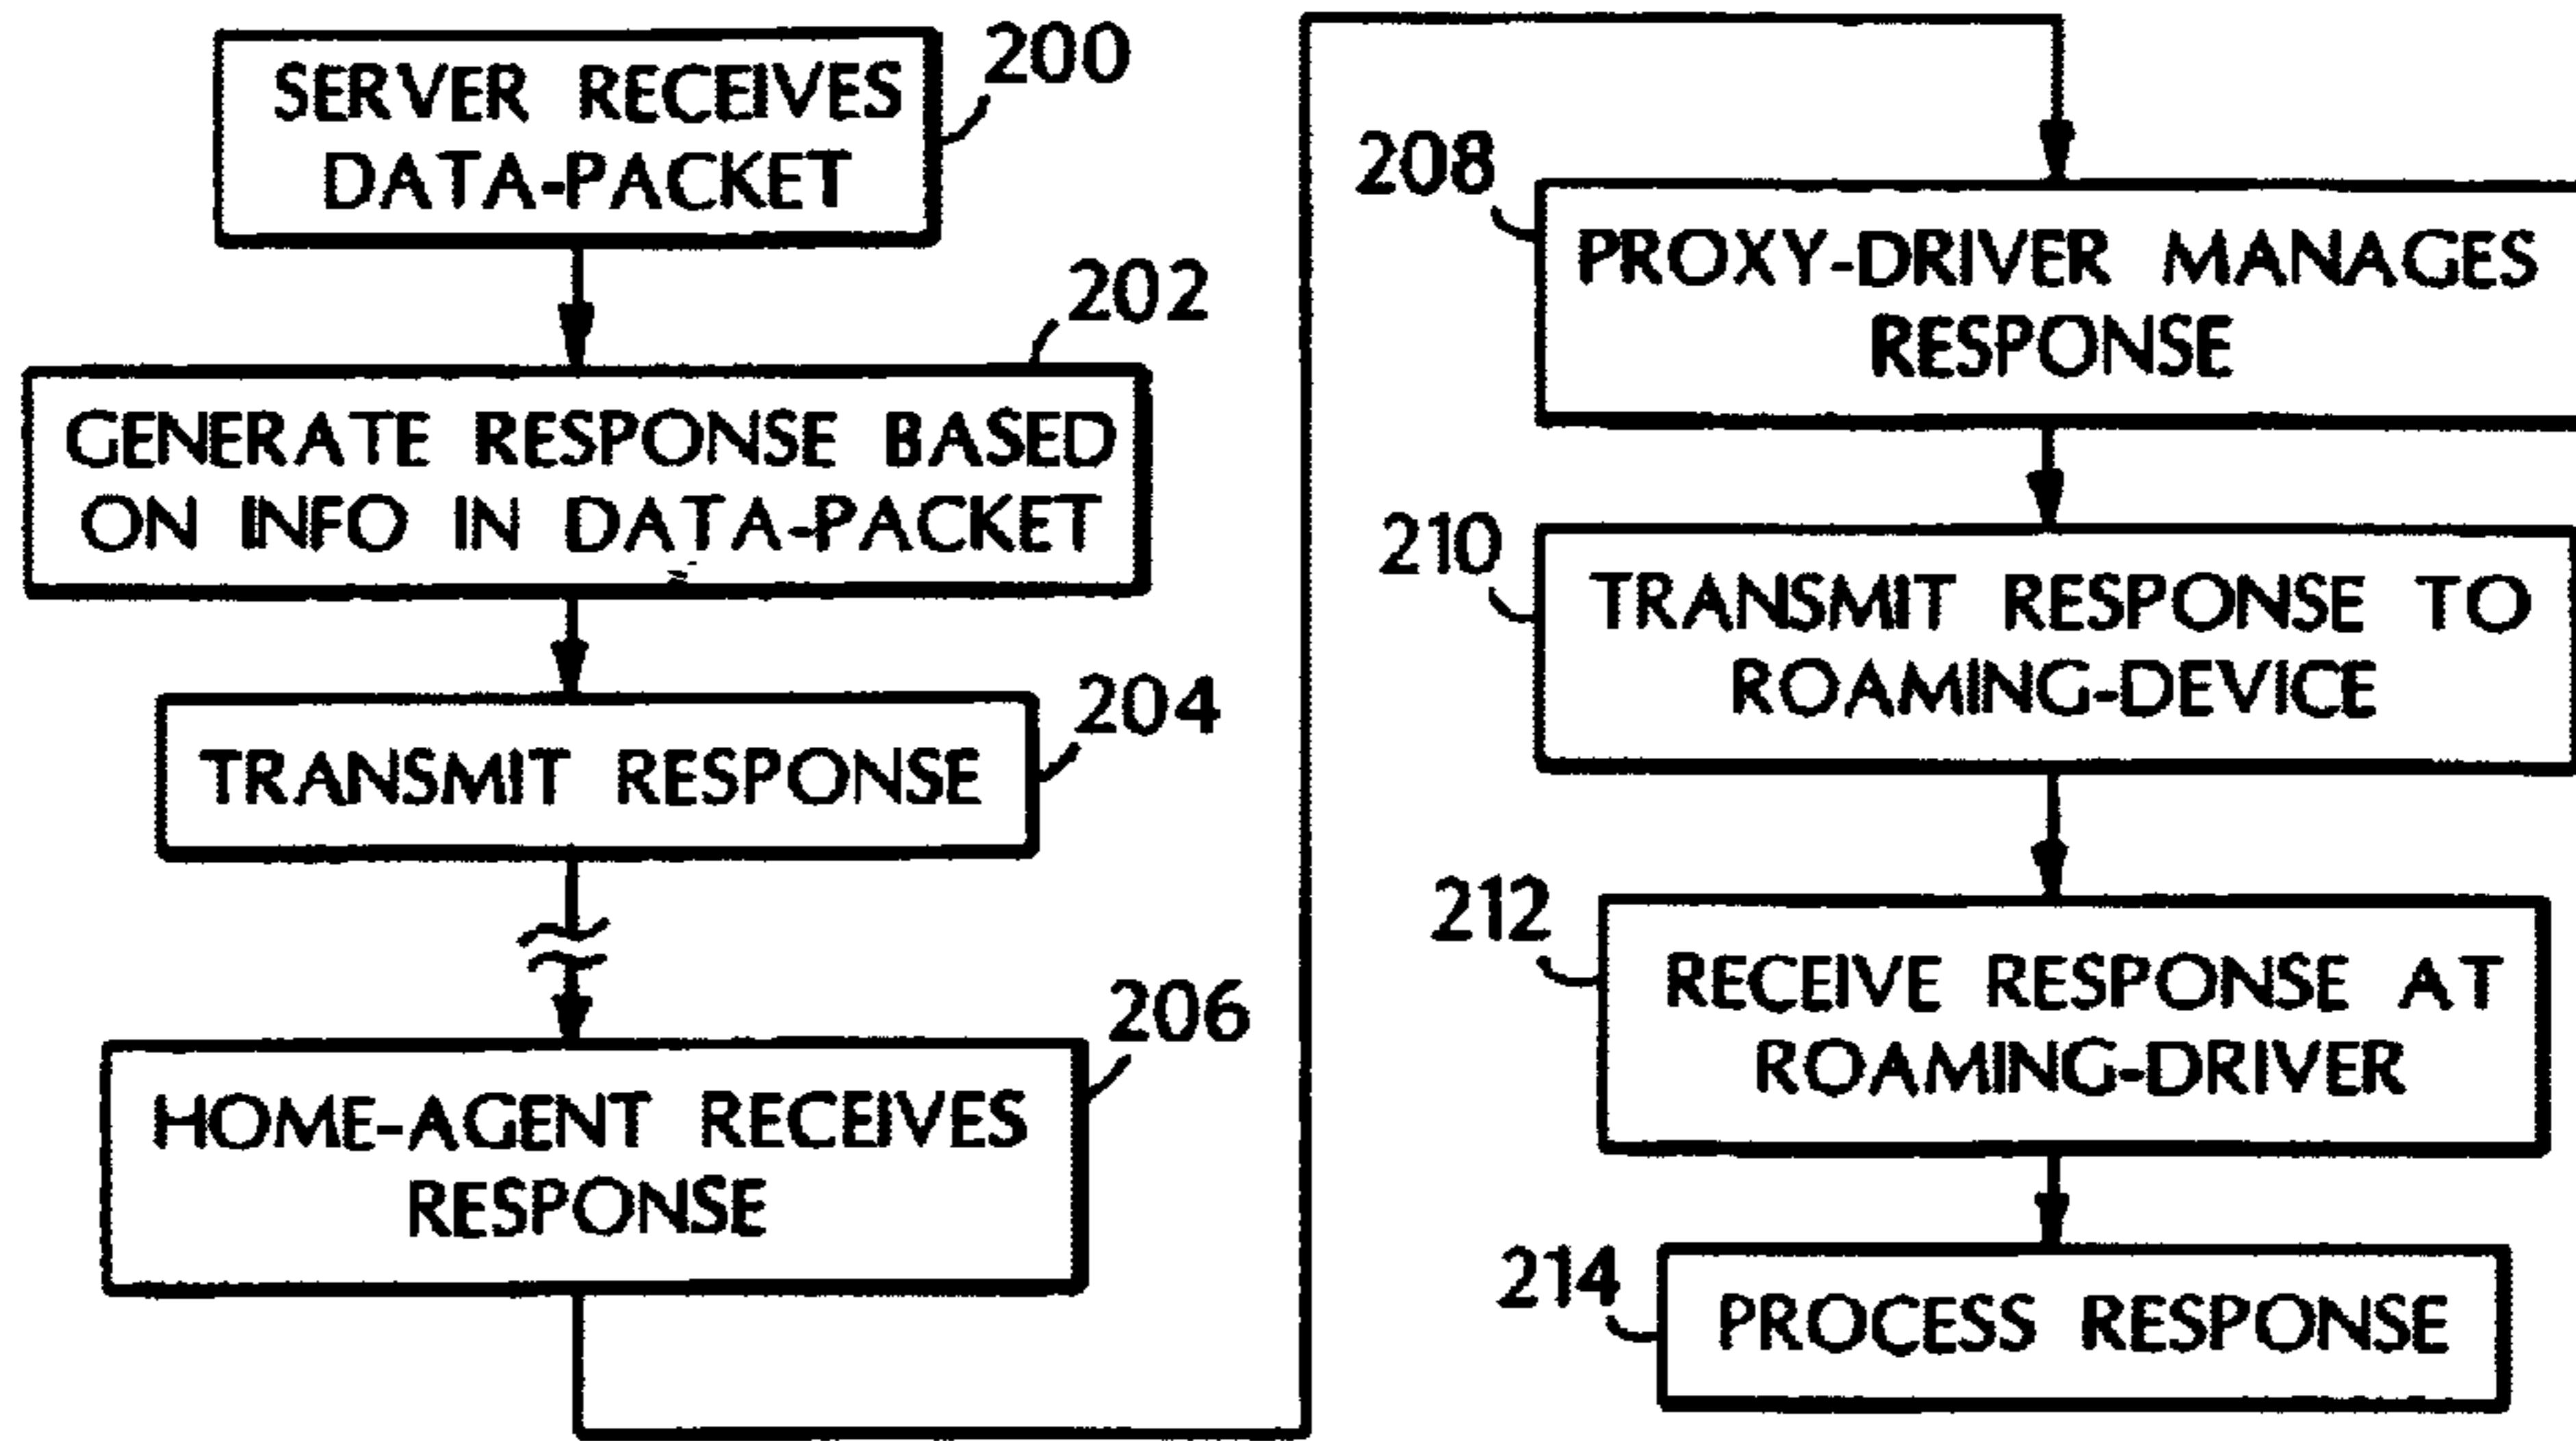 SERVER RECEIVES
DATA-PACKET
200
GENERATE RESPONSE BASED
ON INFO IN DATA-PACKET
202
TRANSMIT RESPONSE
204
HOME-AGENT RECEIVES
RESPONSE
206
208
PROXY-DRIVER MANAGES
RESPONSE
210
TRANSMIT RESPONSE TO
ROAMING-DEVICE
212
RECEIVE RESPONSE AT
ROAMING-DRIVER
214
PROCESS RESPONSE